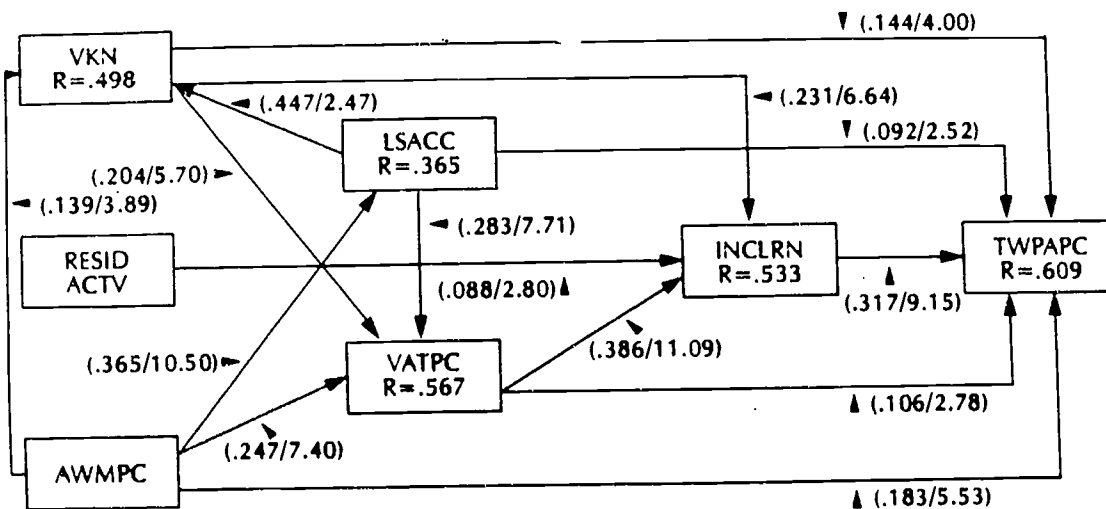 (.144/4.00)
VKN
R=.498
(.447/2.47)
(.231/6.64)
LSACC
R=.365
(.092/2.52)
(.204/5.70)
(.139/3.89)
(.283/7.71)
RESID
ACTV
INCLRN
R=.533
TWPAPC
R=.609
(.088/2.80)
(.317/9.15)
(.365/10.50)
VATPC
R=.567
(.386/11.09)
(.106/2.78)
(.247/7.40)
AWMPC
(.183/5.53)